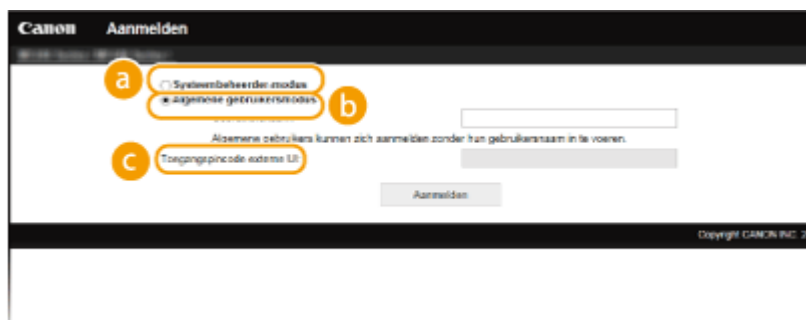 Canon Aanmelden
a
Systeembeheerder-modus
Algemene gebruikersmodus
b
Algemene gebruikers kunnen zich aanmelden zonder hun gebruikersnaam in te voeren.
c
Toegangspincode externe UI:
Aanmelden
Copyright CANON INC. 2